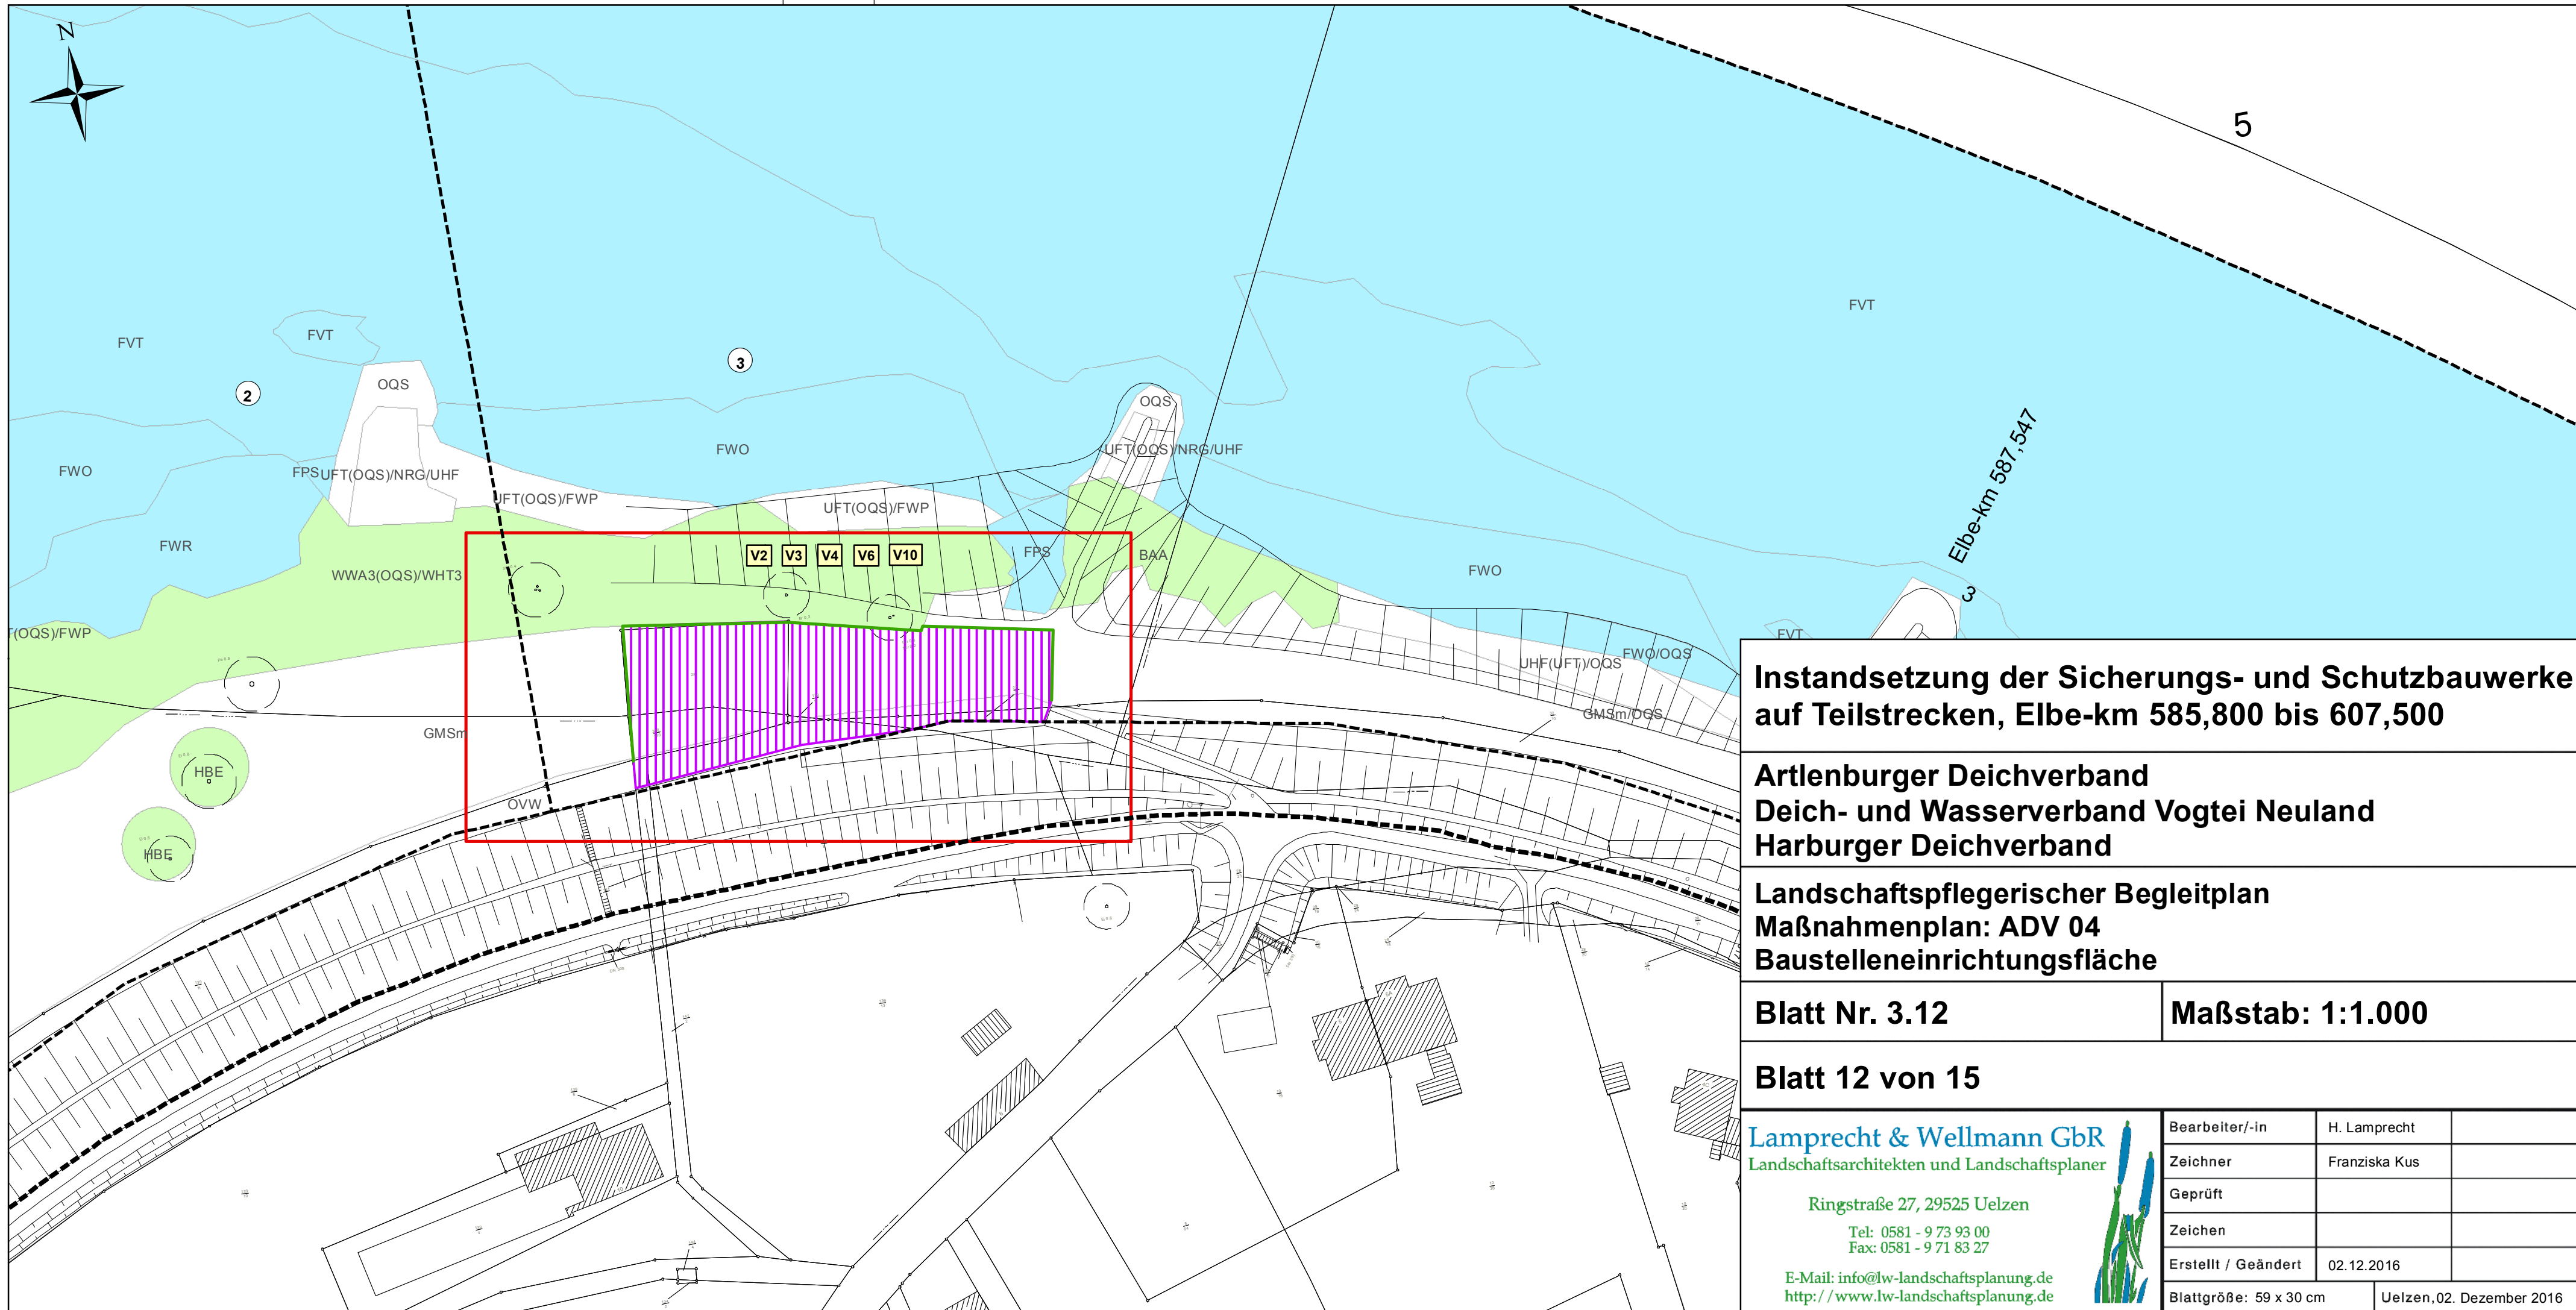 N
5
FVT
FVT
FVT
OQS
2
3
OQS
FWO
FWO
FPS
UFT(OQS)/NRG/UHF
UFT(OQS)/NRG/UHF
UFT(OQS)/FWP
UFT(OQS)/FWP
Elbe-km 587,547
3
FWR
V2 V3 V4 V6 V10
FPS
BAA
FWO
WWA3(OQS)/WHT3
(OQS)/FWP
FVT
FWO/OQS
UHF(UFT)/OQS
GMSm/OQS
GMSm
HBE
OVW
HBE
Instandsetzung der Sicherungs- und Schutzbauwerke
auf Teilstrecken, Elbe-km 585,800 bis 607,500
Artlenburger Deichverband
Deich- und Wasserverband Vogtei Neuland
Harburger Deichverband
Landschaftspflegerischer Begleitplan
Maßnahmenplan: ADV 04
Baustelleneinrichtungsfläche
Blatt Nr. 3.12
Maßstab: 1:1.000
Blatt 12 von 15
Lamprecht & Wellmann GbR
Landschaftsarchitekten und Landschaftsplaner
Ringstraße 27, 29525 Uelzen
Tel: 0581 - 9 73 93 00
Fax: 0581 - 9 71 83 27
E-Mail: info@lw-landschaftsplanung.de
http://www.lw-landschaftsplanung.de
Bearbeiter/-in H. Lamprecht
Zeichner Franziska Kus
Geprüft
Zeichen
Erstellt / Geändert 02.12.2016
Blattgröße: 59 x 30 cm
Uelzen,02. Dezember 2016